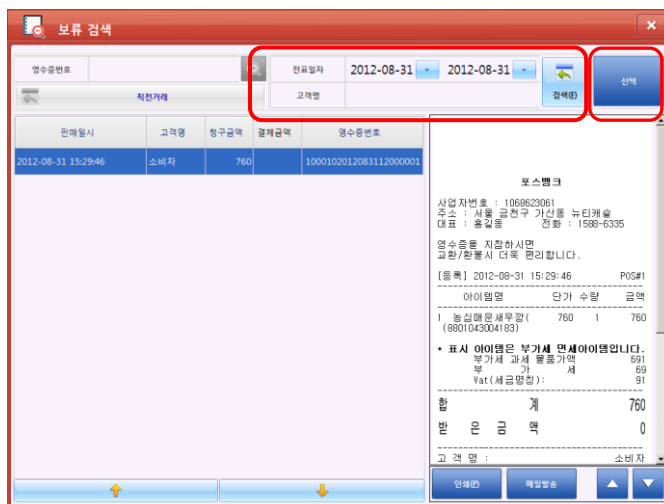 보류 검색
영수증번호
전표일자 2012-08-31 2012-08-31
고객명
검색(F)
선택
직전거래
판매일시 고객명 청구금액 결제금액 영수증번호
2012-08-31 15:29:46 소비자 760 1000102012083112000001
포스뱅크
사업자번호 : 1068623061
주소 : 서울 금천구 가산동 뉴티캐슬
대표 : 홍길동 전화 : 1588-6335
영수증을 지참하시면
교환/환불시 더욱 편리합니다.
[등록] 2012-08-31 15:29:46 POS#1
아이템명 단가 수량 금액
1 농심매운새우깡( 760 1 760
(8801043004183)
* 표시 아이템은 부가세 면세아이템입니다.
부가세 과세 물품가액 691
부 가 세 69
Vat(세금명칭): 91
합 계 760
받 은 금 액 0
고 객 명 : 소비자
인쇄(P) 메일발송